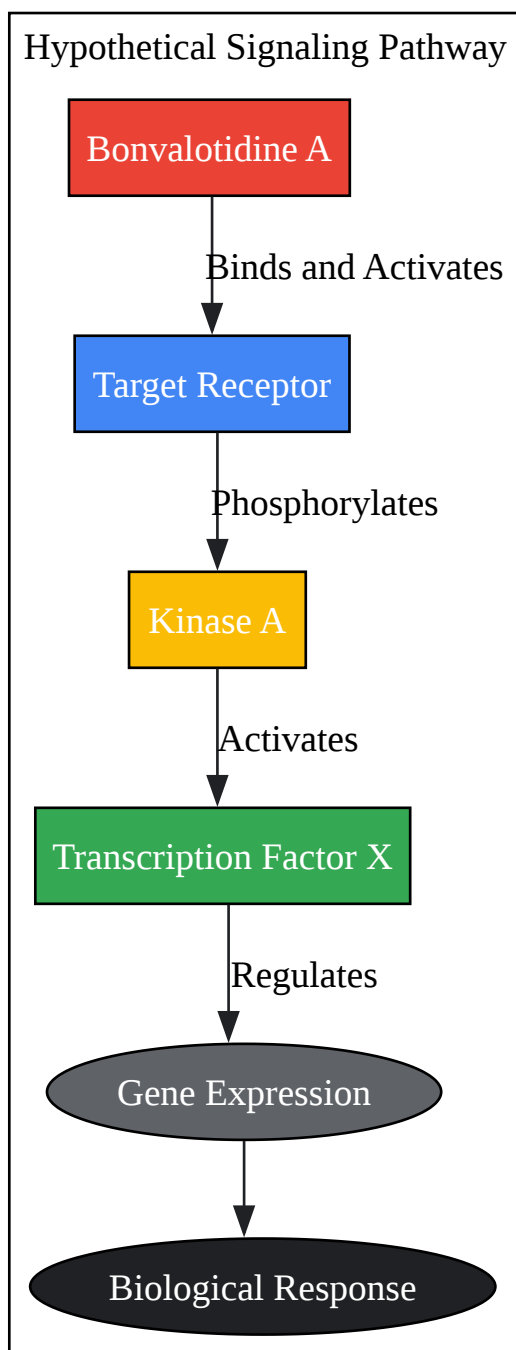 Hypothetical Signaling Pathway
Bonvalotidine A
Binds and Activates
Target Receptor
Phosphorylates
Kinase A
Activates
Transcription Factor X
Regulates
Gene Expression
Biological Response